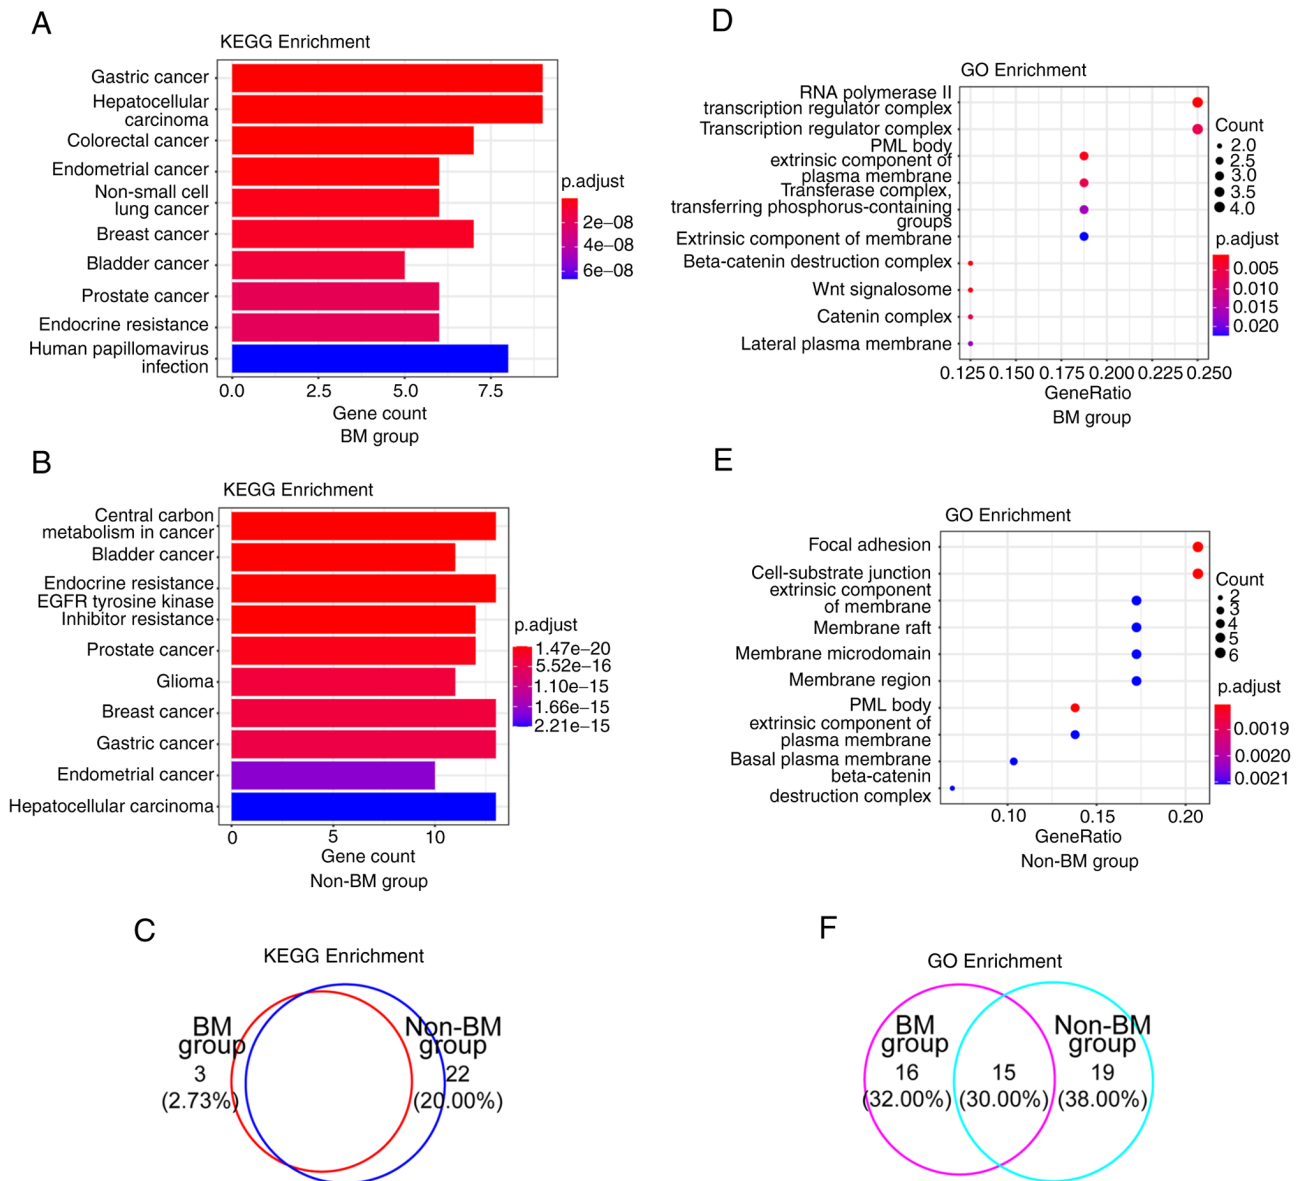 A
KEGG Enrichment
Gastric cancer
Hepatocellular
carcinoma
Colorectal cancer
Endometrial cancer
Non-small cell
lung cancer
Breast cancer
Bladder cancer
Prostate cancer
Endocrine resistance
Human papillomavirus
infection
0.0 2.5 5.0 7.5
Gene count
BM group
p.adjust
2e−08
4e−08
6e−08
B
KEGG Enrichment
Central carbon
metabolism in cancer
Bladder cancer
Endocrine resistance
EGFR tyrosine kinase
Inhibitor resistance
Prostate cancer
Glioma
Breast cancer
Gastric cancer
Endometrial cancer
Hepatocellular carcinoma
0 5 10
Gene count
Non-BM group
p.adjust
1.47e−20
5.52e−16
1.10e−15
1.66e−15
2.21e−15
C
KEGG Enrichment
BM
group
3
(2.73%)
Non-BM
group
22
(20.00%)
D
GO Enrichment
RNA polymerase II
transcription regulator complex
Transcription regulator complex
PML body
extrinsic component of
plasma membrane
Transferase complex,
transferring phosphorus-containing
groups
Extrinsic component of membrane
Beta-catenin destruction complex
Wnt signalosome
Catenin complex
Lateral plasma membrane
0.125 0.150 0.175 0.200 0.225 0.250
GeneRatio
BM group
Count
2.0
2.5
3.0
3.5
4.0
p.adjust
0.005
0.010
0.015
0.020
E
GO Enrichment
Focal adhesion
Cell-substrate junction
extrinsic component
of membrane
Membrane raft
Membrane microdomain
Membrane region
PML body
extrinsic component of
plasma membrane
Basal plasma membrane
beta-catenin
destruction complex
0.10 0.15 0.20
GeneRatio
Non-BM group
Count
2
3
4
5
6
p.adjust
0.0019
0.0020
0.0021
F
GO Enrichment
BM
group
16
(32.00%)
15
(30.00%)
Non-BM
group
19
(38.00%)